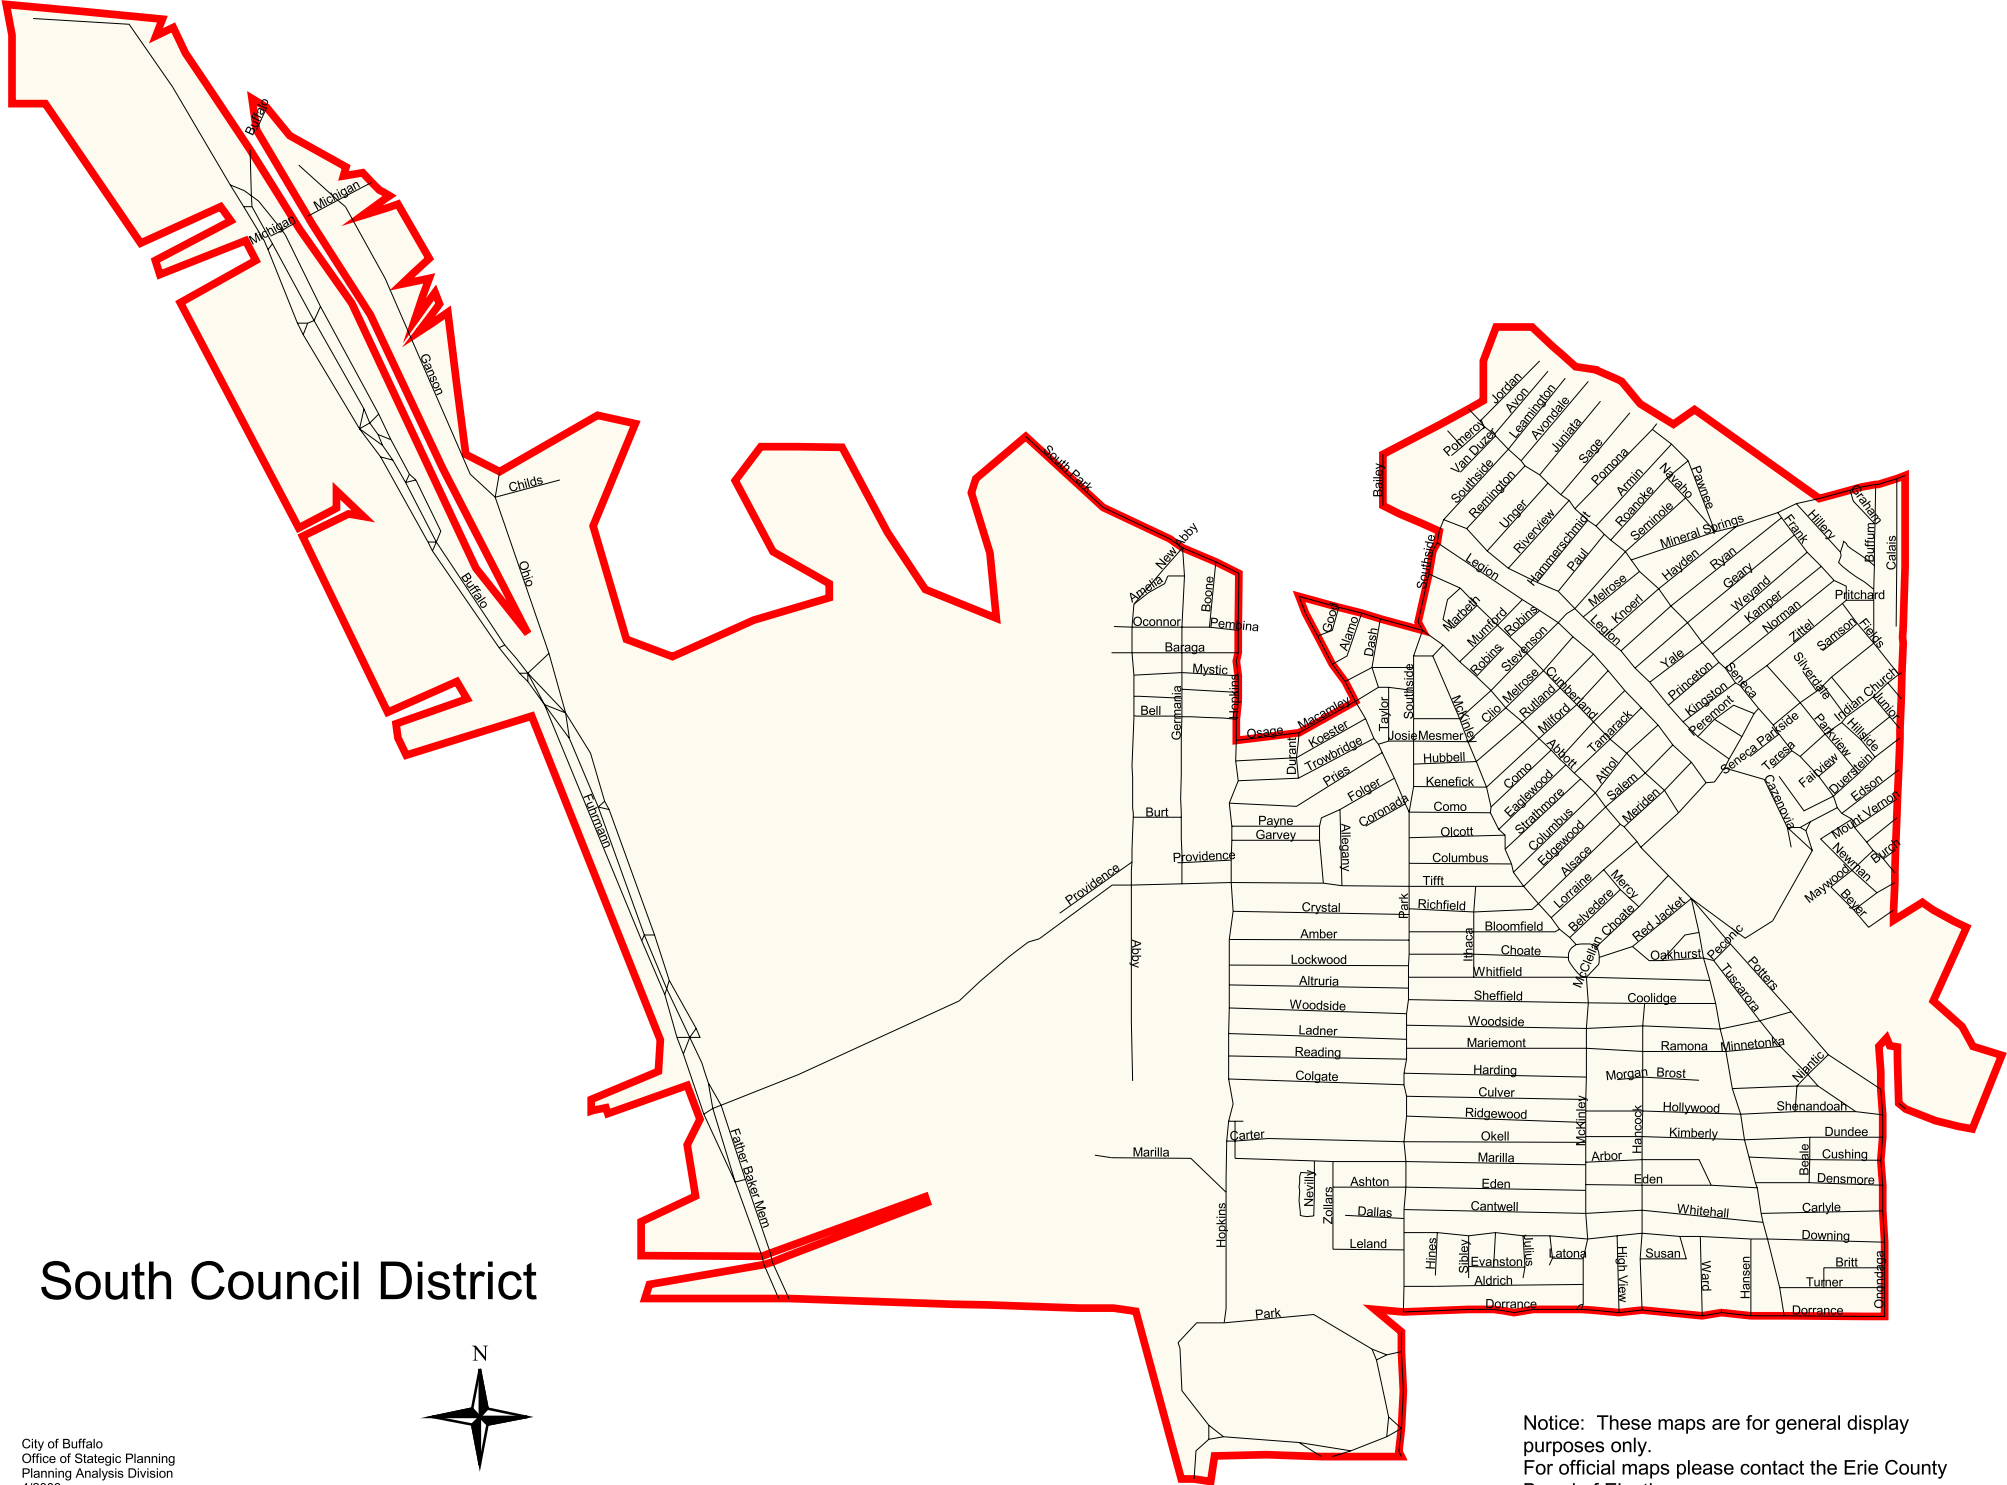 Buffalo
Michigan
Michigan
Ganson
Childs
Ohio
Buffalo
Fuhrmann
Father Baker Mem
South Park
New Abby
Amelia
Boone
Oconnor
Pempina
Baraga
Mystic
Hopkins
Germania
Bell
Burt
Providence
Providence
Abby
Marilla
Hopkins
Park
Good
Alamo
Dash
Osage
Macamley
Durant
Koester
Trowbridge
Pries
Folger
Coronada
Payne
Garvey
Allegany
Taylor
Southside
Josie
Mesmer
McKinley
Hubbell
Kenefick
Como
Olcott
Columbus
Tifft
Park
Richfield
Crystal
Bloomfield
Amber
Ithaca
Choate
Lockwood
Whitfield
Altruria
Sheffield
Woodside
Woodside
Ladner
Mariemont
Reading
Harding
Colgate
Culver
Ridgewood
Carter
Okell
Marilla
Nevilly
Zollars
Ashton
Eden
Dallas
Cantwell
Leland
Hines
Sibley
Evanston
Julius
Latona
Aldrich
Dorrance
High View
Susan
Ward
Hansen
McKinley
Hancock
Coolidge
Ramona
Minnetonka
Morgan
Brost
Hollywood
Kimberly
Arbor
Eden
Whitehall
Niantic
Shenandoah
Dundee
Beale
Cushing
Densmore
Carlyle
Downing
Britt
Turner
Dorrance
Onondaga
Bailey
Southside
Jordan
Avon
Leamington
Avondale
Juniata
Sage
Pomeroy
Van Duzer
Southside
Remington
Unger
Riverview
Hammerschmidt
Paul
Pomona
Armin
Roanoke
Seminole
Navaho
Pawnee
Mineral Springs
Legion
Marbeth
Mumford
Robins
Robins
Stevenson
Melrose
Knoerl
Legion
Hayden
Ryan
Geary
Weyand
Kamper
Norman
Zittel
Samson
Frank
Hillery
Graham
Buffum
Calais
Pritchard
Fields
Yale
Princeton
Kingston
Peremont
Seneca
Silverdale
Indian Church
Junior
Seneca Parkside
Parkview
Hillside
Teresa
Fairview
Duerstein
Edson
Mount Vernon
Cazenovia
Burch
Newman
Maywood
Beyer
Clio
Melrose
Rutland
Milford
Cumberland
Tamarack
Abbott
Como
Eaglewood
Strathmore
Columbus
Edgewood
Alsace
Athol
Salem
Meriden
Lorraine
Mercy
Belvedere
Choate
McClellan
Red Jacket
Oakhurst
Peconic
Potters
Tuscarora
South Council District
N
City of Buffalo
Office of Stategic Planning
Planning Analysis Division
Notice: These maps are for general display
purposes only.
For official maps please contact the Erie County